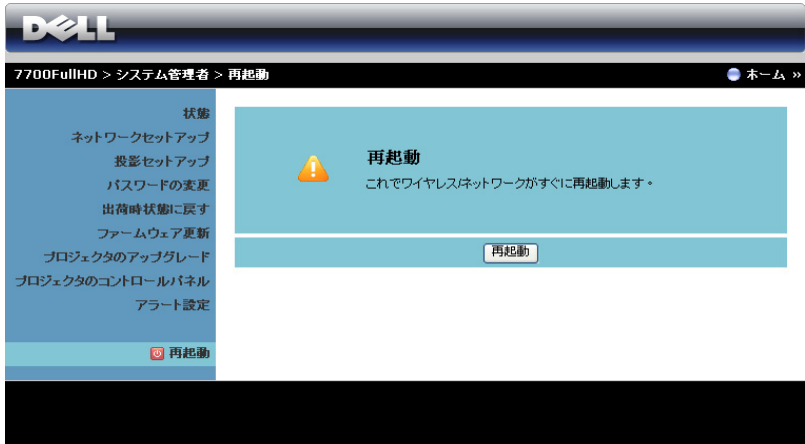 DELL
7700FullHD > システム管理者 > 再起動
ホーム »
状態
ネットワークセットアップ
投影セットアップ
パスワードの変更
出荷時状態に戻す
ファームウェア更新
プロジェクタのアップグレード
プロジェクタのコントロールパネル
アラート設定
再起動
再起動
これでワイヤレス/ネットワークがすぐに再起動します。
再起動